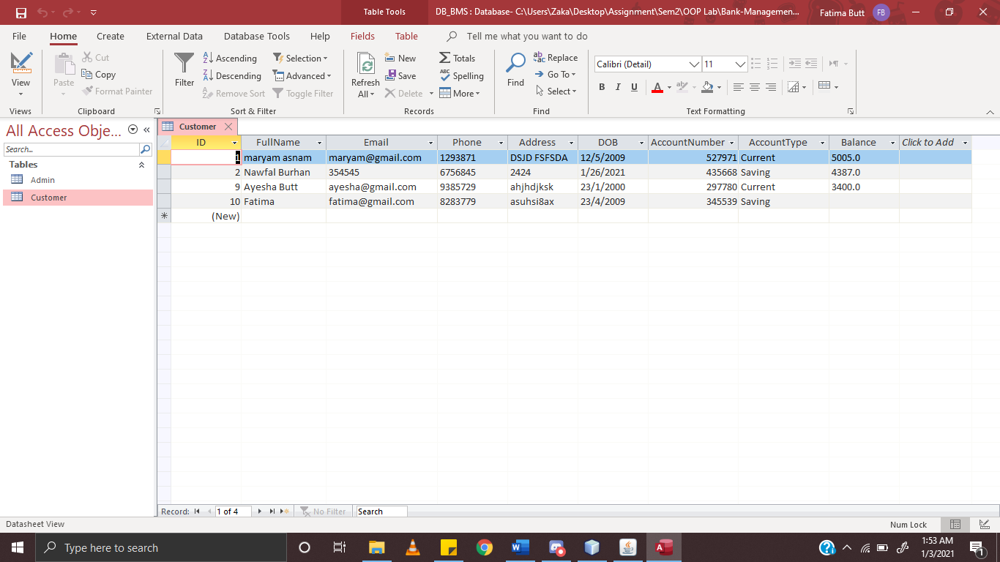 Table Tools
DB_BMS : Database- C:\Users\Zaka\Desktop\Assignment\Sem2\OOP Lab\Bank-Managemen...
Fatima Butt FB
File Home Create External Data Database Tools Help Fields Table Tell me what you want to do
View
Views
Paste
Cut
Copy
Format Painter
Clipboard
Filter
Ascending
Descending
Remove Sort
Selection
Advanced
Toggle Filter
Sort & Filter
Refresh
All
New
Save
Delete
Totals
Spelling
More
Records
Find
Replace
Go To
Select
Find
Calibri (Detail) 11
B I U A
Text Formatting
All Access Obje...
Search...
Tables
Admin
Customer
Customer
ID FullName Email Phone Address DOB AccountNumber AccountType Balance Click to Add
1 maryam asnam maryam@gmail.com 1293871 DSJD FSFSDA 12/5/2009 527971 Current 5005.0
2 Nawfal Burhan 354545 6756845 2424 1/26/2021 435668 Saving 4387.0
9 Ayesha Butt ayesha@gmail.com 9385729 ahjhdjksk 23/1/2000 297780 Current 3400.0
10 Fatima fatima@gmail.com 8283779 asuhsi8ax 23/4/2009 345539 Saving
(New)
Record: 1 of 4 No Filter Search
Datasheet View
Num Lock
Type here to search
1:53 AM
1/3/2021
1